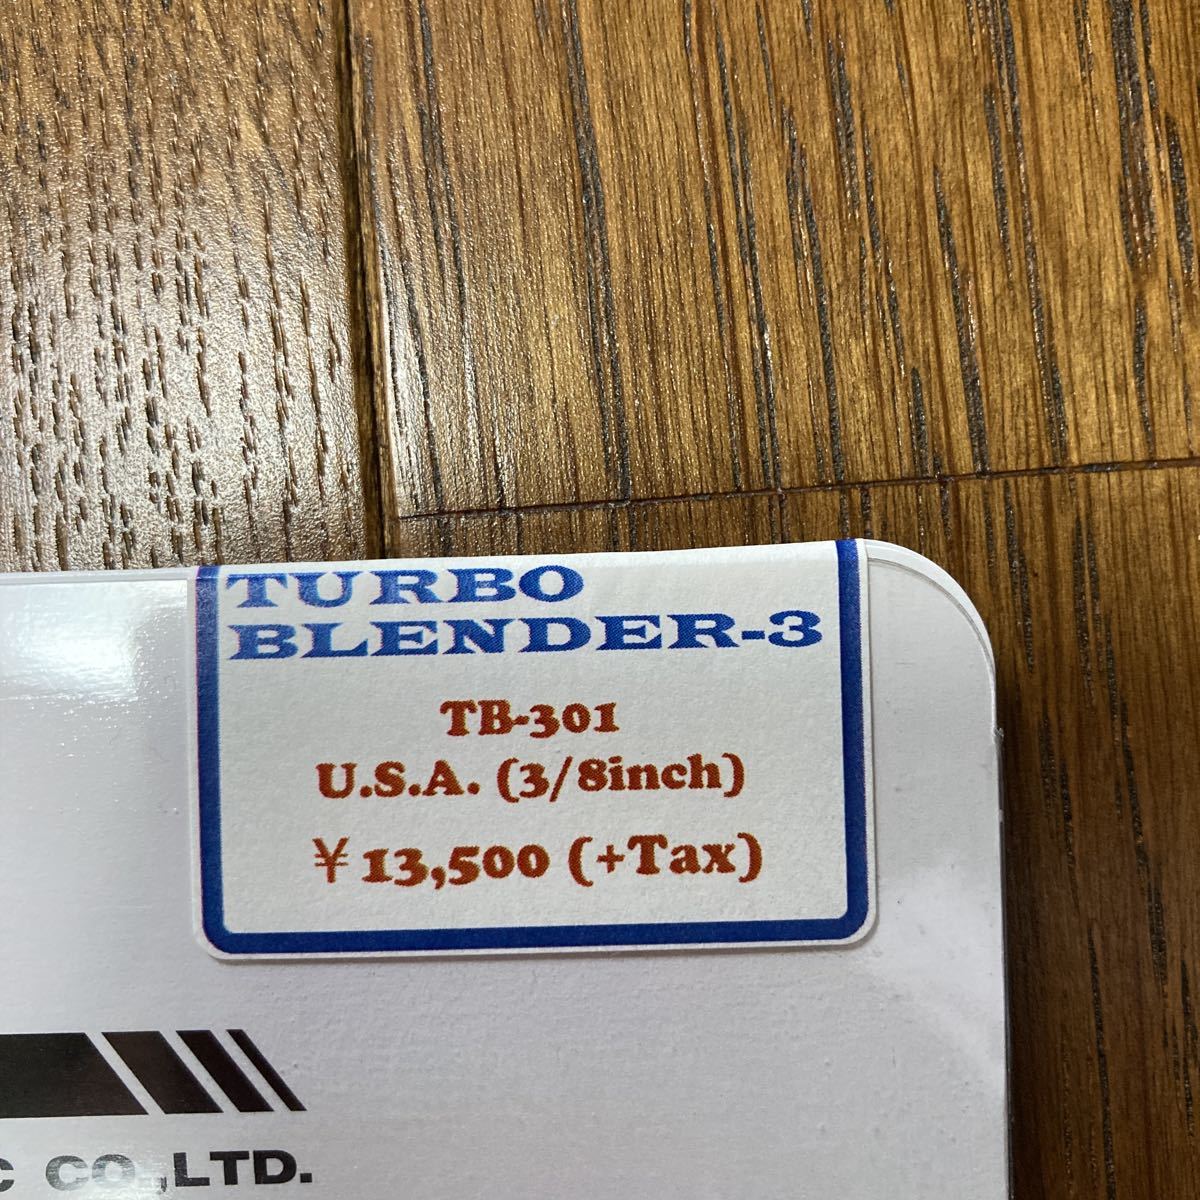 TURBO
BLENDER-3
TB-301
U.S.A. (3/8inch)
¥13,500 (+Tax)
CO.,LTD.